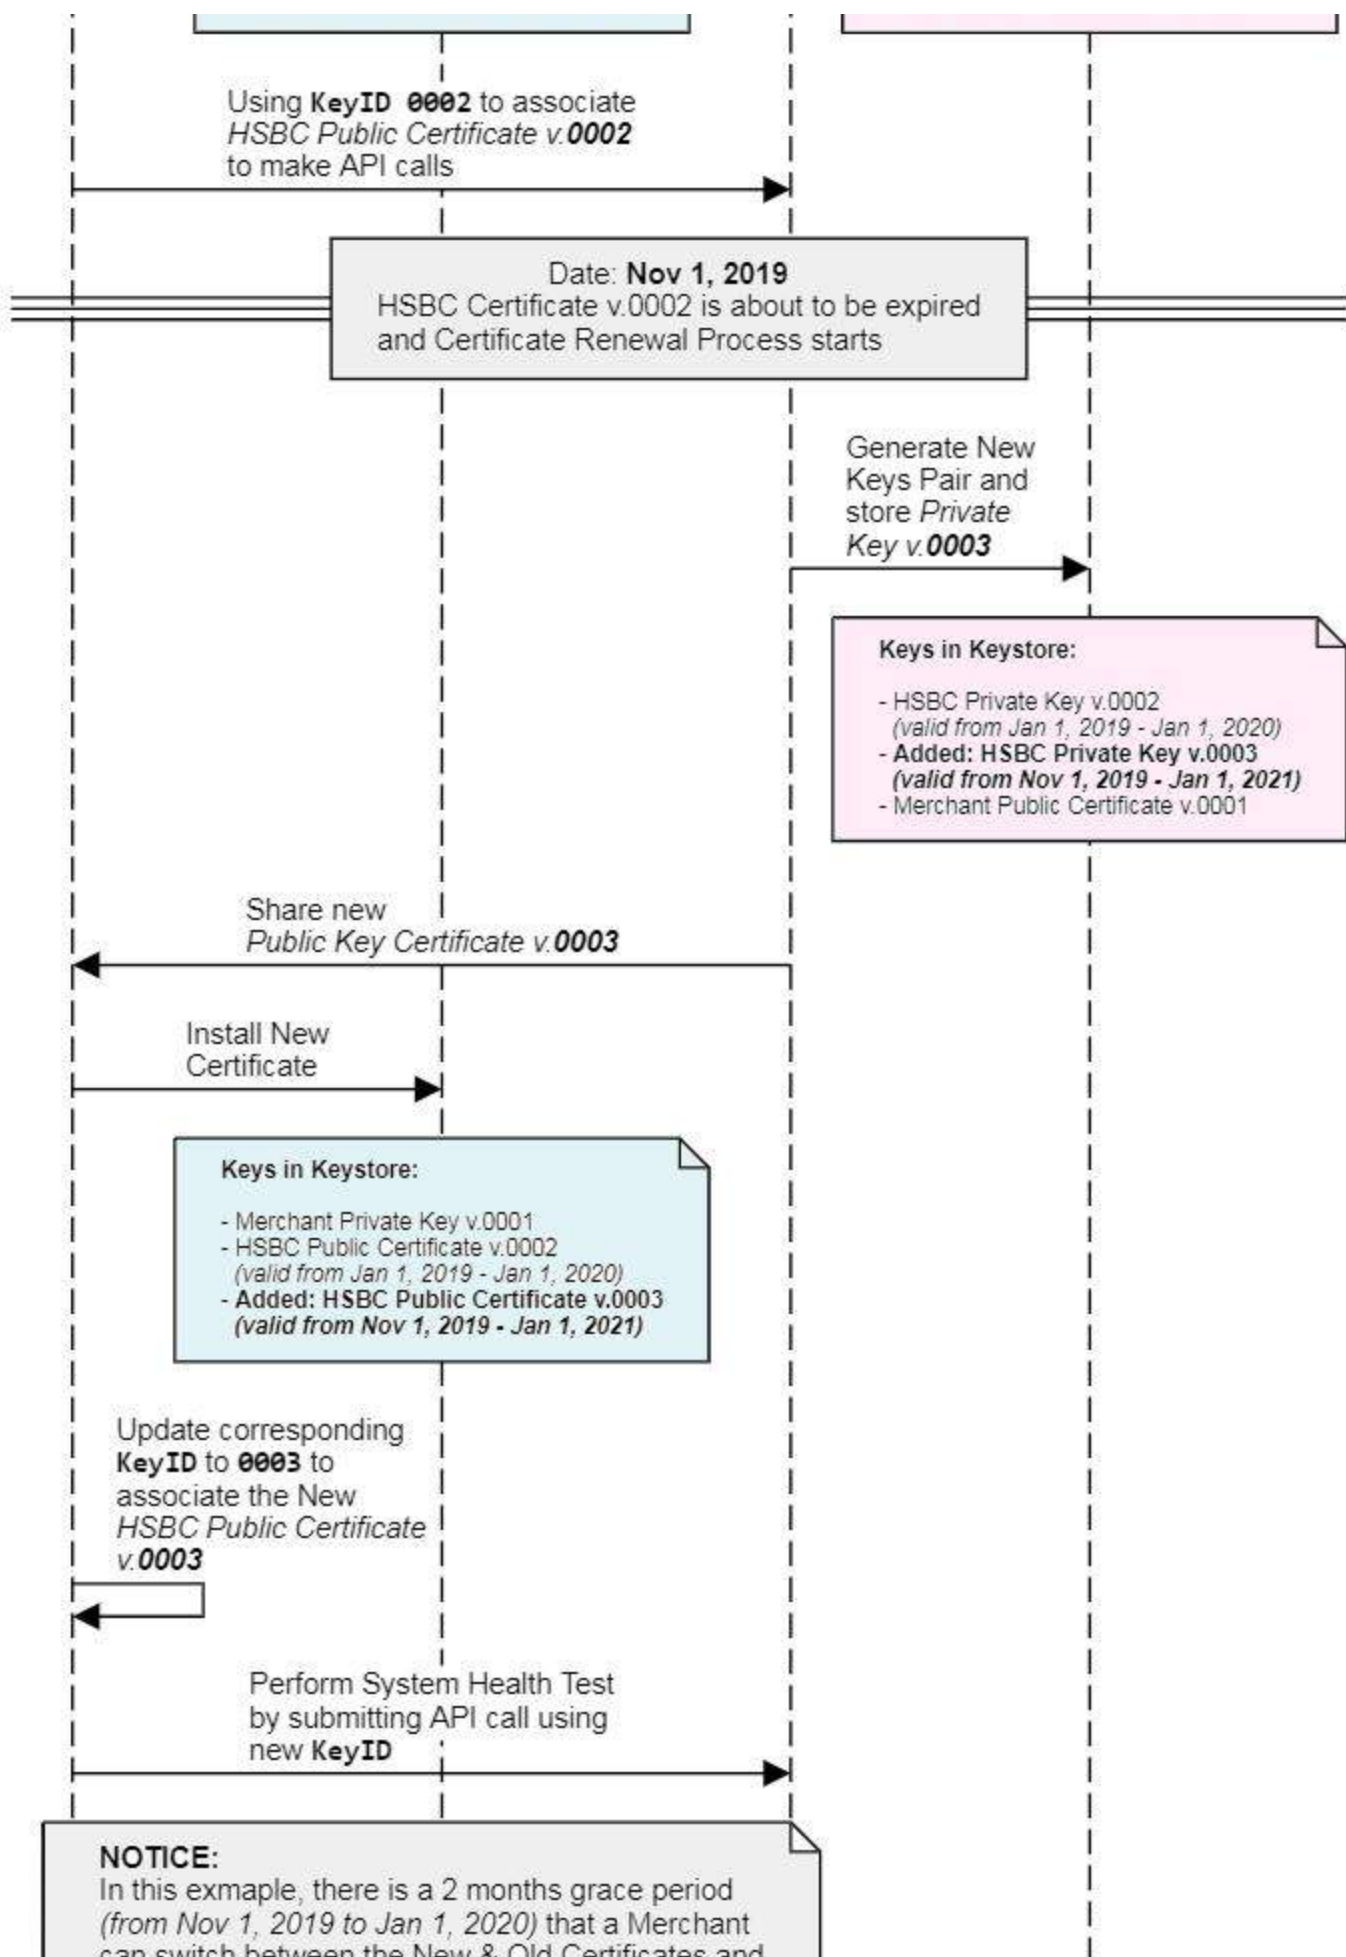 Using KeyID 0002 to associate
HSBC Public Certificate v.0002
to make API calls
Date: Nov 1, 2019
HSBC Certificate v.0002 is about to be expired
and Certificate Renewal Process starts
Generate New
Keys Pair and
store Private
Key v.0003
Keys in Keystore:
- HSBC Private Key v.0002
(valid from Jan 1, 2019 - Jan 1, 2020)
- Added: HSBC Private Key v.0003
(valid from Nov 1, 2019 - Jan 1, 2021)
- Merchant Public Certificate v.0001
Share new
Public Key Certificate v.0003
Install New
Certificate
Keys in Keystore:
- Merchant Private Key v.0001
- HSBC Public Certificate v.0002
(valid from Jan 1, 2019 - Jan 1, 2020)
- Added: HSBC Public Certificate v.0003
(valid from Nov 1, 2019 - Jan 1, 2021)
Update corresponding
KeyID to 0003 to
associate the New
HSBC Public Certificate
v.0003
Perform System Health Test
by submitting API call using
new KeyID
NOTICE:
In this exmaple, there is a 2 months grace period
(from Nov 1, 2019 to Jan 1, 2020) that a Merchant
can switch between the New & Old Certificates and